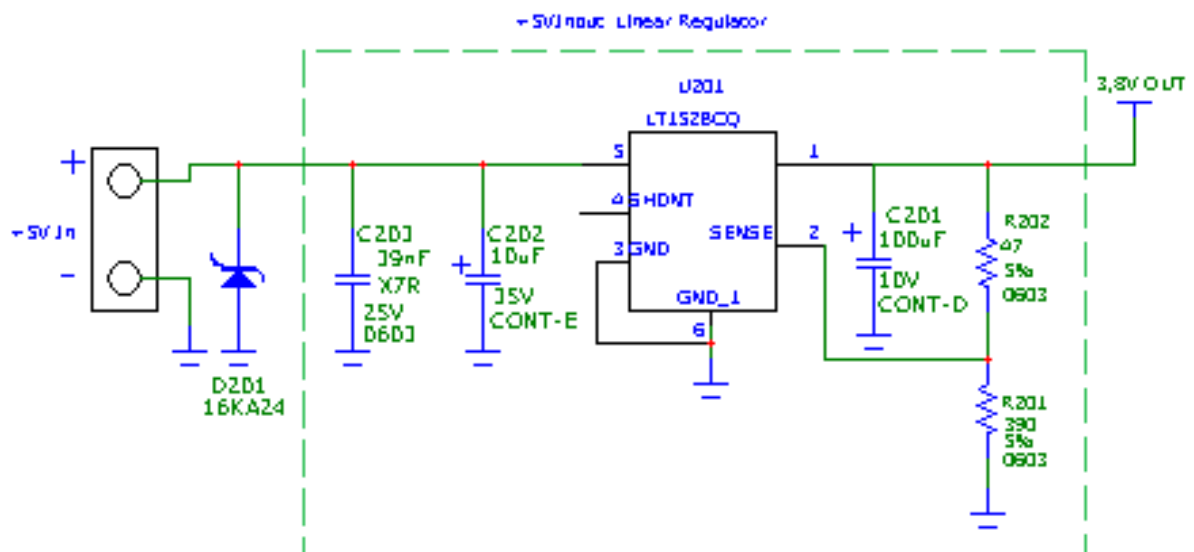 +5V Input Linear Regulator
U201
LT1528CQ
3,8V OUT
+
+5V In
-
5
4
SHDNT
3
GND
GND_1
6
1
SENSE
2
C203
39nF
X7R
25V
0603
+
C202
10uF
35V
CONT-E
+
C201
100uF
10V
CONT-D
R202
47
5%
0603
R201
390
5%
0603
D201
16KA24